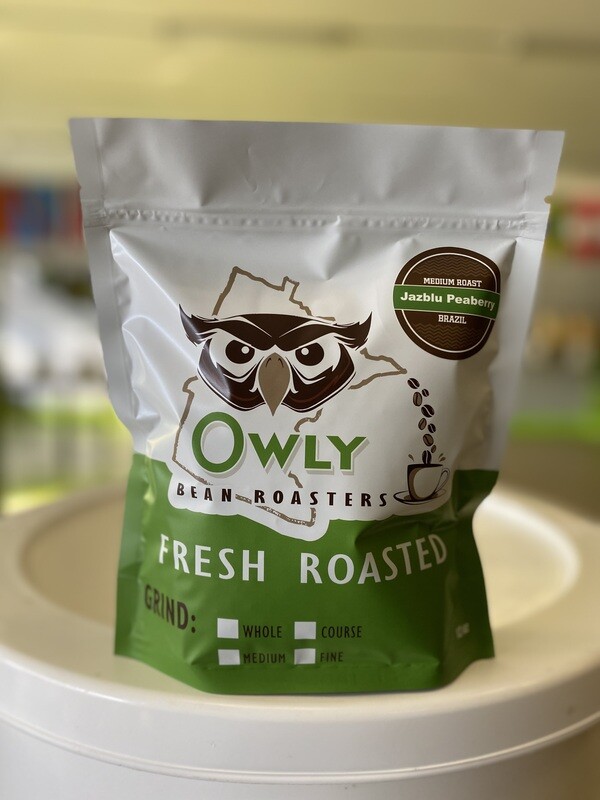 MEDIUM ROAST
Jazblu Peaberry
BRAZIL
OWLY
BEAN ROASTERS
FRESH ROASTED
GRIND:
WHOLE COURSE
MEDIUM FINE